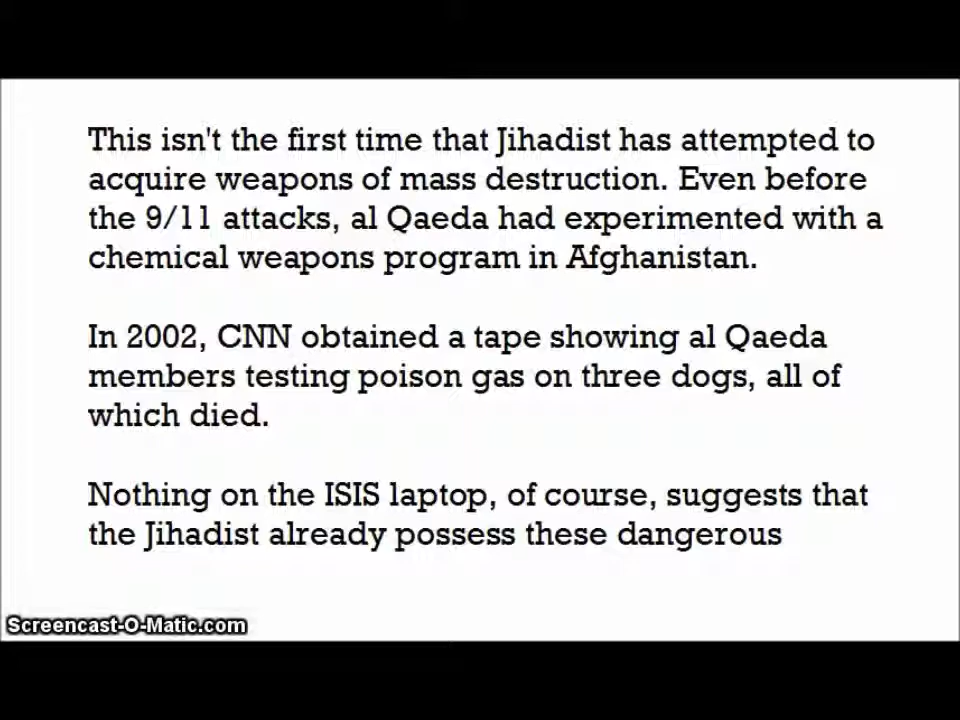 This isn't the first time that Jihadist has attempted to
acquire weapons of mass destruction. Even before
the 9/11 attacks, al Qaeda had experimented with a
chemical weapons program in Afghanistan.
In 2002, CNN obtained a tape showing al Qaeda
members testing poison gas on three dogs, all of
which died.
Nothing on the ISIS laptop, of course, suggests that
the Jihadist already possess these dangerous
Screencast-O-Matic.com